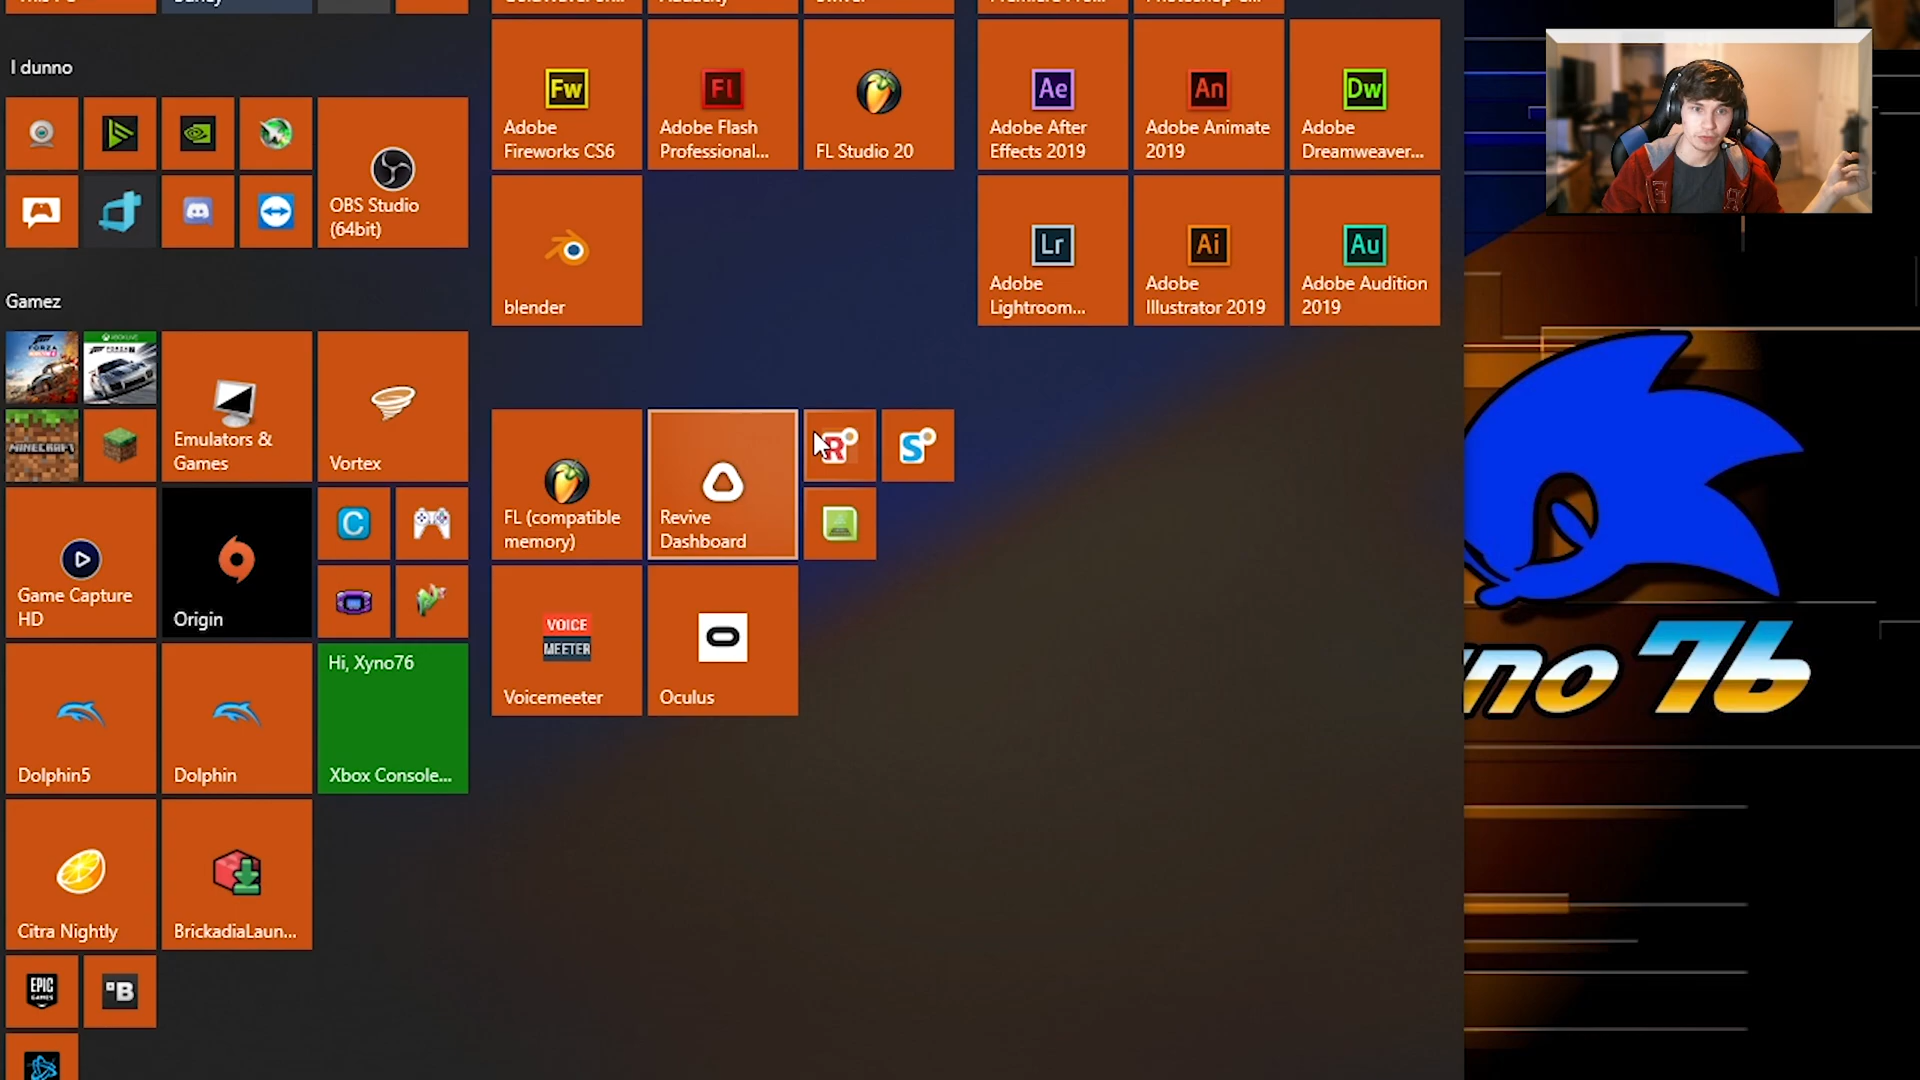 I dunno
Fw
Adobe
Fireworks CS6
Fl
Adobe Flash
Professional...
FL Studio 20
Ae
Adobe After
Effects 2019
An
Adobe Animate
2019
Dw
Adobe
Dreamweaver...
OBS Studio
(64bit)
blender
Lr
Adobe
Lightroom...
Ai
Adobe
Illustrator 2019
Au
Adobe Audition
2019
Gamez
FORZA
MINECRAFT
Emulators &
Games
Vortex
FL (compatible
memory)
Revive
Dashboard
R
S
Game Capture
HD
Origin
C
VOICE
MEETER
Voicemeeter
Oculus
Dolphin5
Dolphin
Hi, Xyno76
Xbox Console...
yno 76
Citra Nightly
BrickadiaLaun...
EPIC
GAMES
B